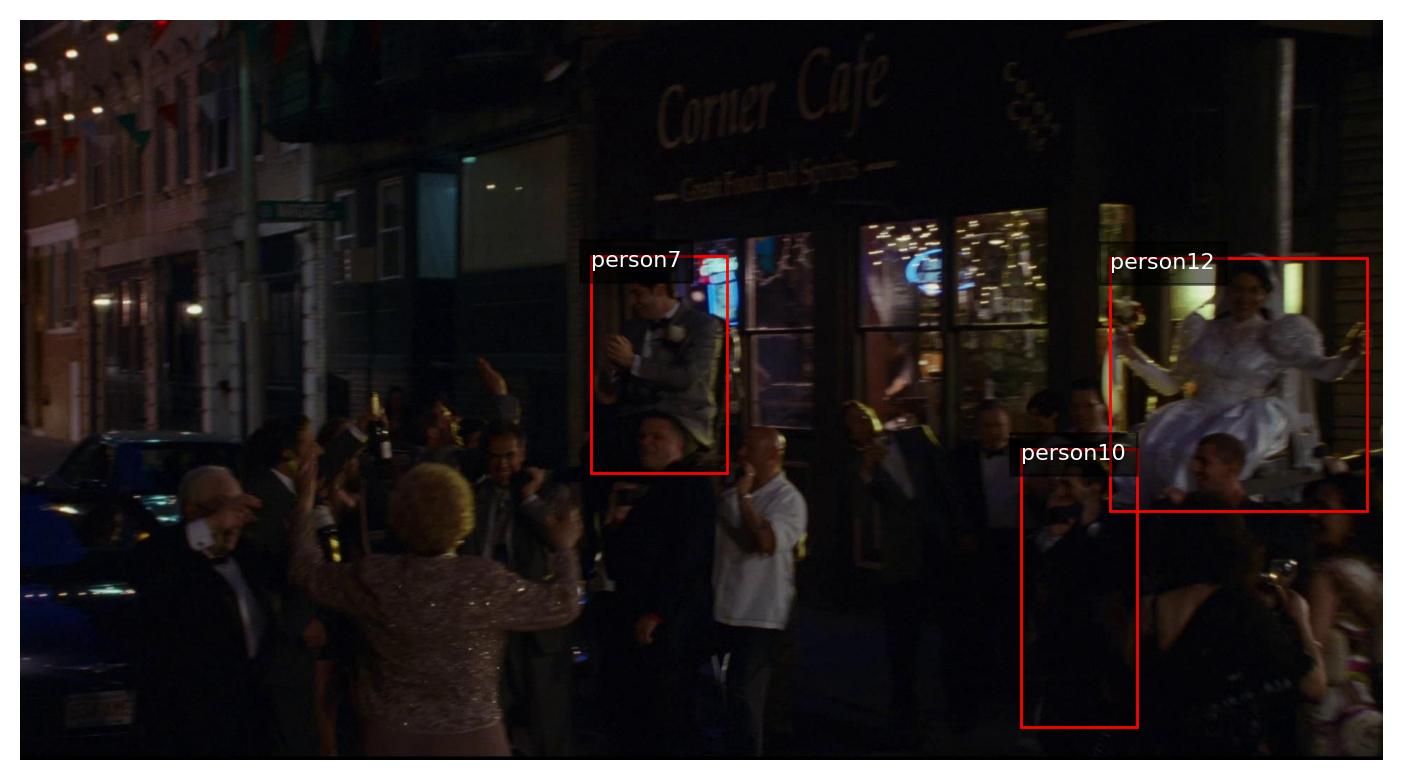 Corner Cafe
Great Food and Spirits
person7
person12
person10